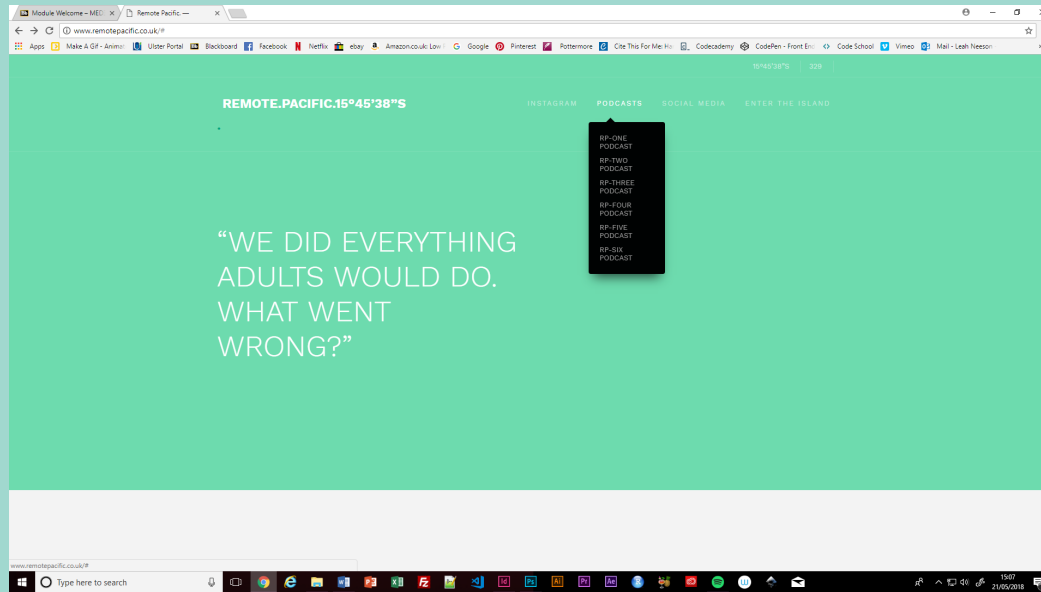 Module Welcome – MED
Remote Pacific. —
www.remotepacific.co.uk/#
Apps
Make A Gif - Animat
Ulster Portal
Blackboard
Facebook
Netflix
ebay
Amazon.co.uk: Low
Google
Pinterest
Pottermore
Cite This For Me: Ha
Codecademy
CodePen - Front End
Code School
Vimeo
Mail - Leah Neeson
15°45'38"S
229
REMOTE.PACIFIC.15°45'38"S
INSTAGRAM
PODCASTS
SOCIAL MEDIA
ENTER THE ISLAND
RP-ONE
PODCAST
RP-TWO
PODCAST
RP-THREE
PODCAST
RP-FOUR
PODCAST
RP-FIVE
PODCAST
RP-SIX
PODCAST
“WE DID EVERYTHING
ADULTS WOULD DO.
WHAT WENT
WRONG?”
www.remotepacific.co.uk/#
Type here to search
Id
Ps
Ai
Pr
Ae
15:07
21/05/2018